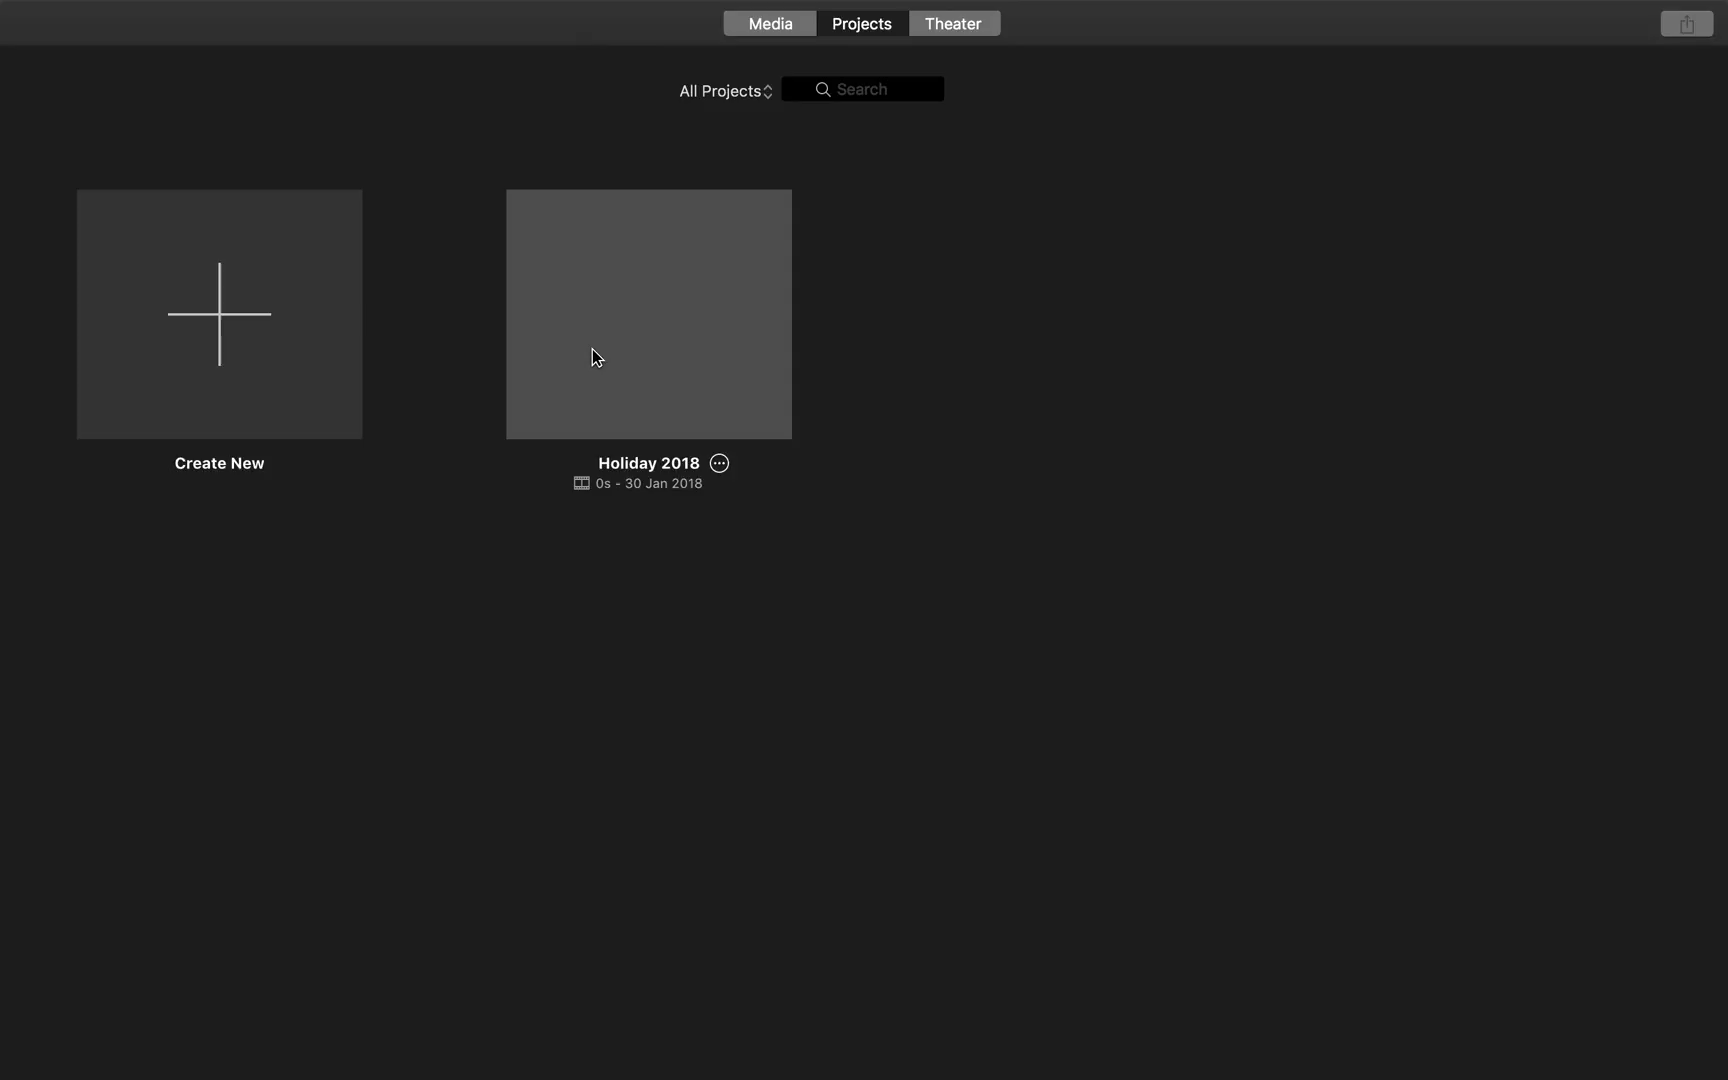 Media Projects Theater
All Projects Search
Create New
Holiday 2018
0s - 30 Jan 2018